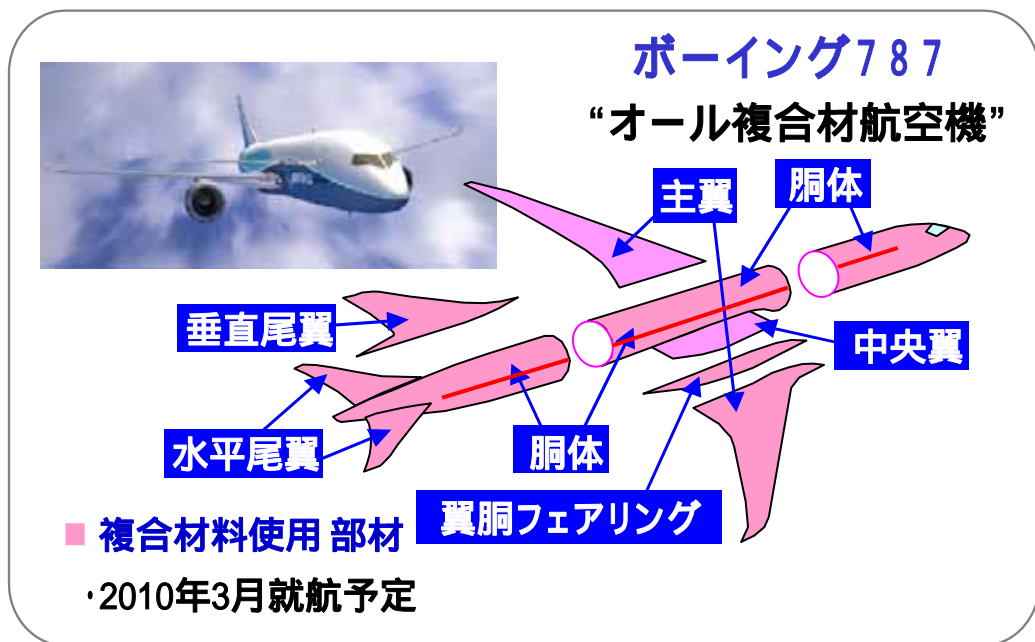 ボーイング787
“オール複合材航空機”
主翼
胴体
垂直尾翼
中央翼
水平尾翼
胴体
翼胴フェアリング
■ 複合材料使用 部材
・2010年3月就航予定